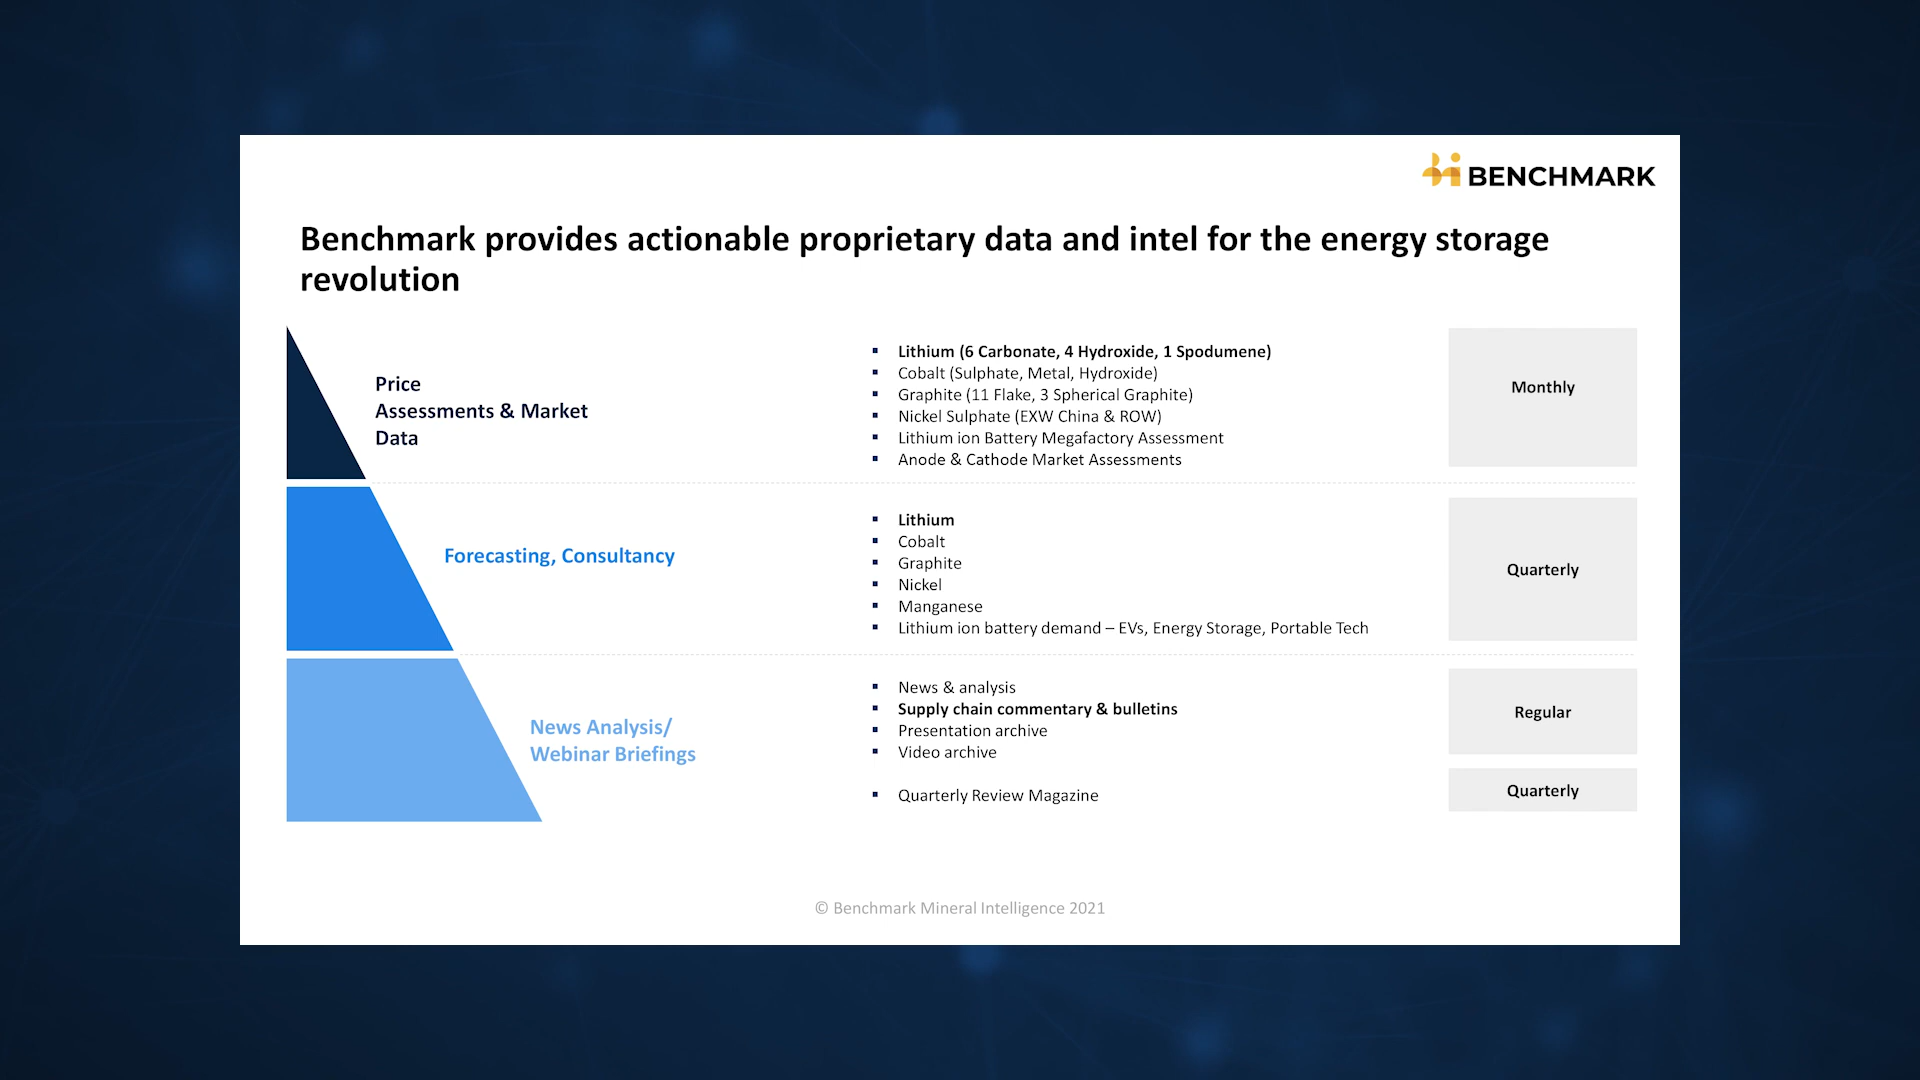 BENCHMARK
Benchmark provides actionable proprietary data and intel for the energy storage
revolution
Price
Assessments & Market
Data
▪ Lithium (6 Carbonate, 4 Hydroxide, 1 Spodumene)
▪ Cobalt (Sulphate, Metal, Hydroxide)
▪ Graphite (11 Flake, 3 Spherical Graphite)
▪ Nickel Sulphate (EXW China & ROW)
▪ Lithium ion Battery Megafactory Assessment
▪ Anode & Cathode Market Assessments
Monthly
Forecasting, Consultancy
▪ Lithium
▪ Cobalt
▪ Graphite
▪ Nickel
▪ Manganese
▪ Lithium ion battery demand – EVs, Energy Storage, Portable Tech
Quarterly
News Analysis/
Webinar Briefings
▪ News & analysis
▪ Supply chain commentary & bulletins
▪ Presentation archive
▪ Video archive
Regular
▪ Quarterly Review Magazine
Quarterly
© Benchmark Mineral Intelligence 2021